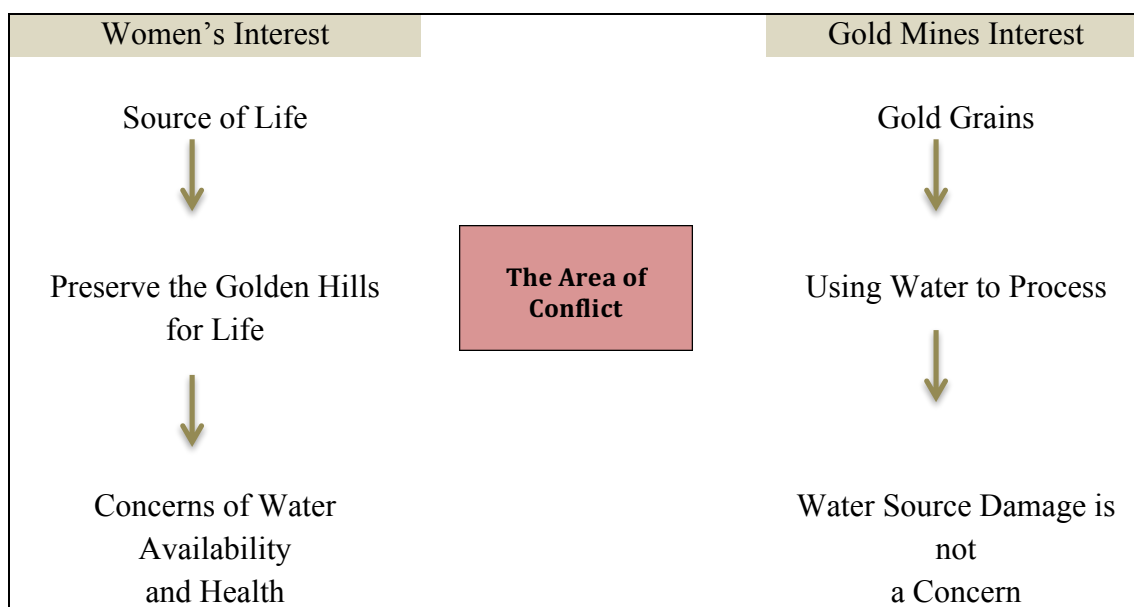 Women’s Interest
Source of Life
Preserve the Golden Hills
for Life
Concerns of Water
Availability
and Health
The Area of
Conflict
Gold Mines Interest
Gold Grains
Using Water to Process
Water Source Damage is
not
a Concern